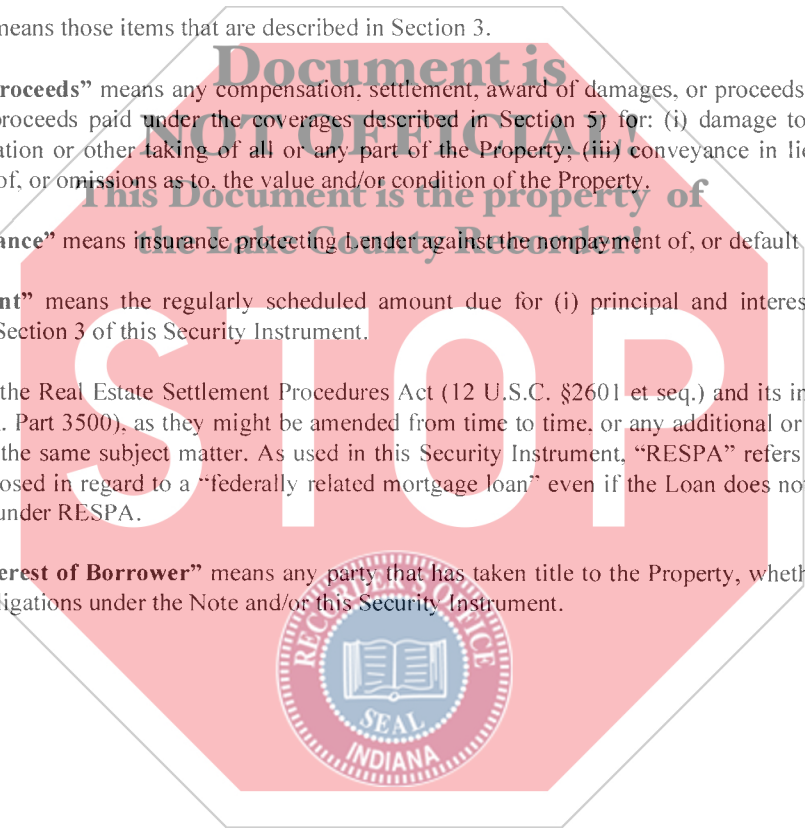 means those items that are described in Section 3.
Document is
roceeds” means any compensation, settlement, award of damages, or proceeds
proceeds paid under the coverages described in Section 5) for: (i) damage to
NOT OFFICIAL!
ation or other taking of all or any part of the Property; (iii) conveyance in lie
of, or omissions as to, the value and/or condition of the Property.
This Document is the property of
the Lake County Recorder!
ance” means insurance protecting Lender against the nonpayment of, or default
nt” means the regularly scheduled amount due for (i) principal and interes
Section 3 of this Security Instrument.
STOP
the Real Estate Settlement Procedures Act (12 U.S.C. §2601 et seq.) and its in
. Part 3500), as they might be amended from time to time, or any additional or
the same subject matter. As used in this Security Instrument, “RESPA” refers
osed in regard to a “federally related mortgage loan” even if the Loan does no
under RESPA.
erest of Borrower” means any party that has taken title to the Property, wheth
ligations under the Note and/or this Security Instrument.
RECORDER'S OFFICE
SEAL
INDIANA